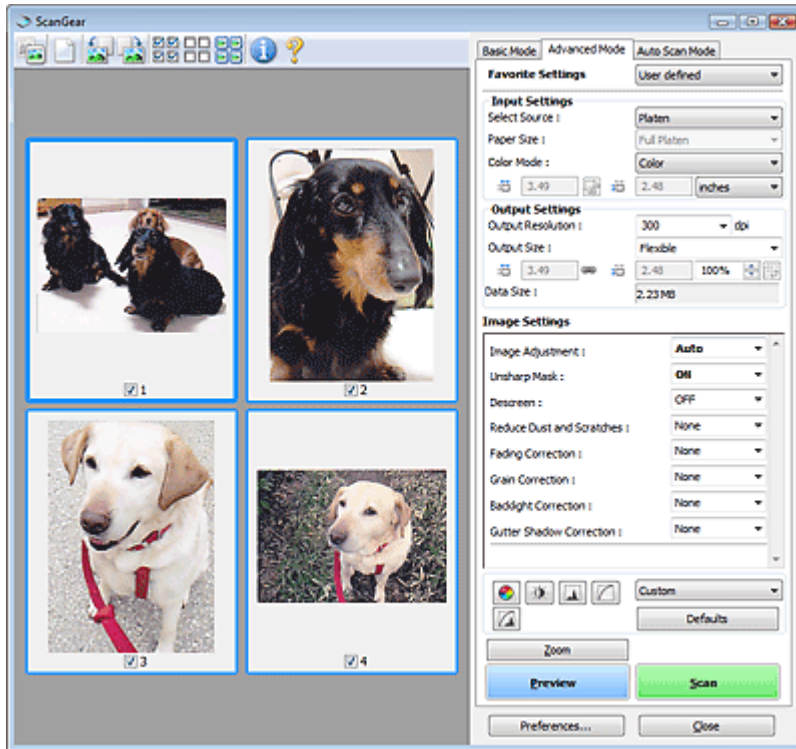 ScanGear
Basic Mode Advanced Mode Auto Scan Mode
Favorite Settings User defined
Input Settings
Select Source : Platen
Paper Size : Full Platen
Color Mode : Color
3.49 2.48 inches
Output Settings
Output Resolution : 300 dpi
Output Size : Flexible
3.49 2.48 100%
Data Size : 2.23 MB
Image Settings
Image Adjustment : Auto
Unsharp Mask : ON
Descreen : OFF
Reduce Dust and Scratches : None
Fading Correction : None
Grain Correction : None
Backlight Correction : None
Gutter Shadow Correction : None
Custom
Defaults
Zoom
Preview Scan
Preferences... Close
1 2
3 4